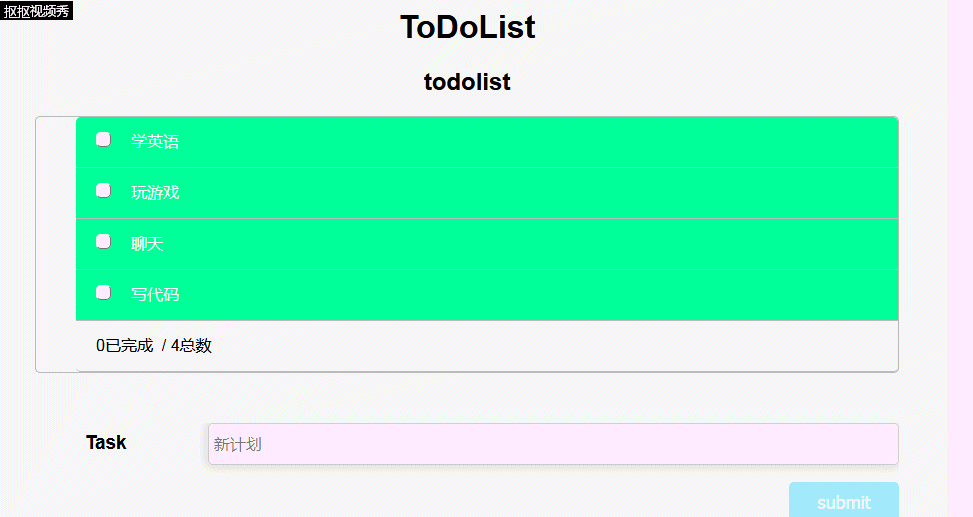 抠抠视频秀
ToDoList
todolist
学英语
玩游戏
聊天
写代码
0已完成 / 4总数
Task
新计划
submit